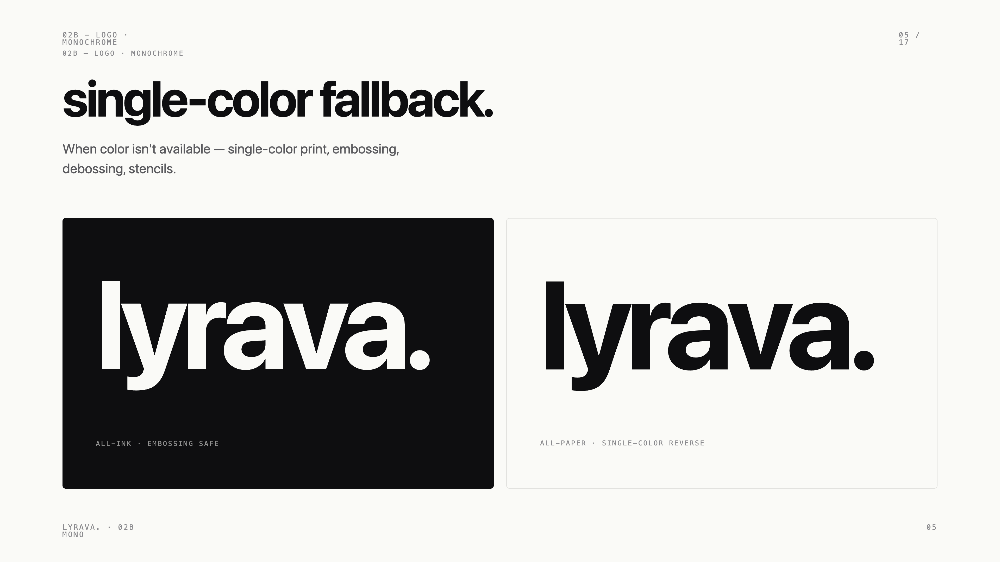 02B — LOGO ·
MONOCHROME
05 /
17
02B — LOGO · MONOCHROME
single-color fallback.
When color isn't available — single-color print, embossing,
debossing, stencils.
lyrava.
ALL-INK · EMBOSSING SAFE
lyrava.
ALL-PAPER · SINGLE-COLOR REVERSE
LYRAVA. · 02B
MONO
05